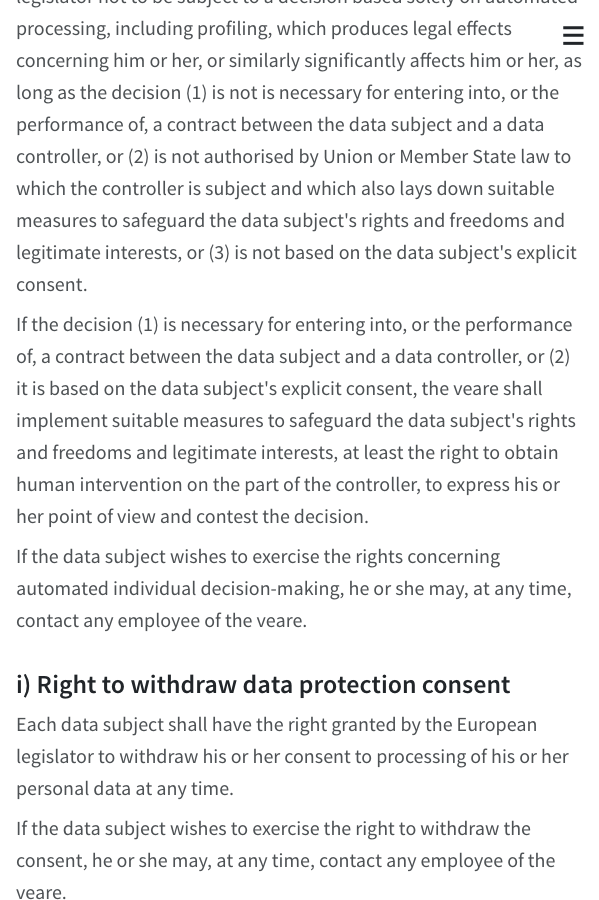 legislator not to be subject to a decision based solely on automated
processing, including profiling, which produces legal effects
concerning him or her, or similarly significantly affects him or her, as
long as the decision (1) is not is necessary for entering into, or the
performance of, a contract between the data subject and a data
controller, or (2) is not authorised by Union or Member State law to
which the controller is subject and which also lays down suitable
measures to safeguard the data subject's rights and freedoms and
legitimate interests, or (3) is not based on the data subject's explicit
consent.
If the decision (1) is necessary for entering into, or the performance
of, a contract between the data subject and a data controller, or (2)
it is based on the data subject's explicit consent, the veare shall
implement suitable measures to safeguard the data subject's rights
and freedoms and legitimate interests, at least the right to obtain
human intervention on the part of the controller, to express his or
her point of view and contest the decision.
If the data subject wishes to exercise the rights concerning
automated individual decision-making, he or she may, at any time,
contact any employee of the veare.
i) Right to withdraw data protection consent
Each data subject shall have the right granted by the European
legislator to withdraw his or her consent to processing of his or her
personal data at any time.
If the data subject wishes to exercise the right to withdraw the
consent, he or she may, at any time, contact any employee of the
veare.